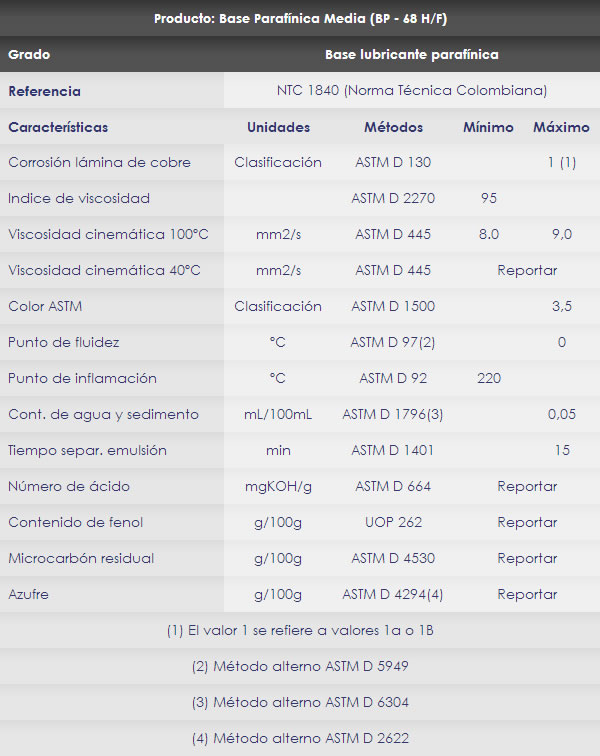 Producto: Base Parafínica Media (BP - 68 H/F)
Grado Base lubricante parafínica
Referencia NTC 1840 (Norma Técnica Colombiana)
Características Unidades Métodos Mínimo Máximo
Corrosión lámina de cobre Clasificación ASTM D 130 1 (1)
Indice de viscosidad ASTM D 2270 95
Viscosidad cinemática 100°C mm2/s ASTM D 445 8.0 9,0
Viscosidad cinemática 40°C mm2/s ASTM D 445 Reportar
Color ASTM Clasificación ASTM D 1500 3,5
Punto de fluidez °C ASTM D 97(2) 0
Punto de inflamación °C ASTM D 92 220
Cont. de agua y sedimento mL/100mL ASTM D 1796(3) 0,05
Tiempo separ. emulsión min ASTM D 1401 15
Número de ácido mgKOH/g ASTM D 664 Reportar
Contenido de fenol g/100g UOP 262 Reportar
Microcarbón residual g/100g ASTM D 4530 Reportar
Azufre g/100g ASTM D 4294(4) Reportar
(1) El valor 1 se refiere a valores 1a o 1B
(2) Método alterno ASTM D 5949
(3) Método alterno ASTM D 6304
(4) Método alterno ASTM D 2622